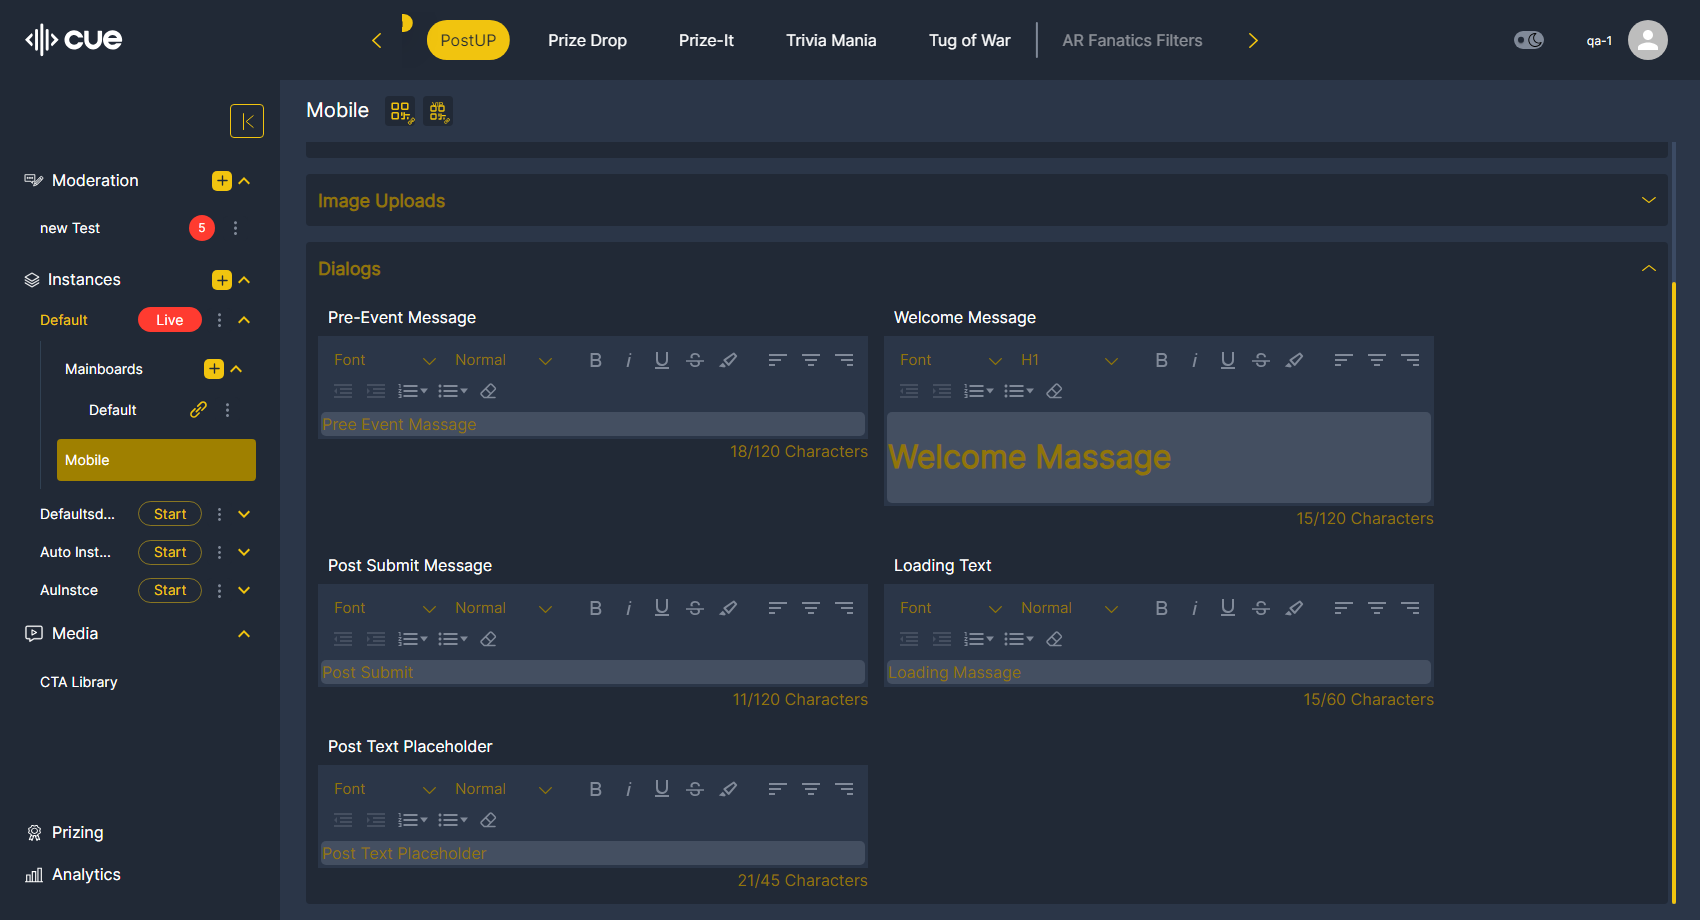 cue
PostUP
Prize Drop
Prize-It
Trivia Mania
Tug of War
AR Fanatics Filters
qa-1
Mobile
Moderation
new Test
5
Instances
Default
Live
Mainboards
Default
Mobile
Defaultsd...
Start
Auto Inst...
Start
AuInstce
Start
Media
CTA Library
Prizing
Analytics
Image Uploads
Dialogs
Pre-Event Message
Font
Normal
Pree Event Massage
18/120 Characters
Welcome Message
Font
H1
Welcome Massage
15/120 Characters
Post Submit Message
Font
Normal
Post Submit
11/120 Characters
Loading Text
Font
Normal
Loading Massage
15/60 Characters
Post Text Placeholder
Font
Normal
Post Text Placeholder
21/45 Characters